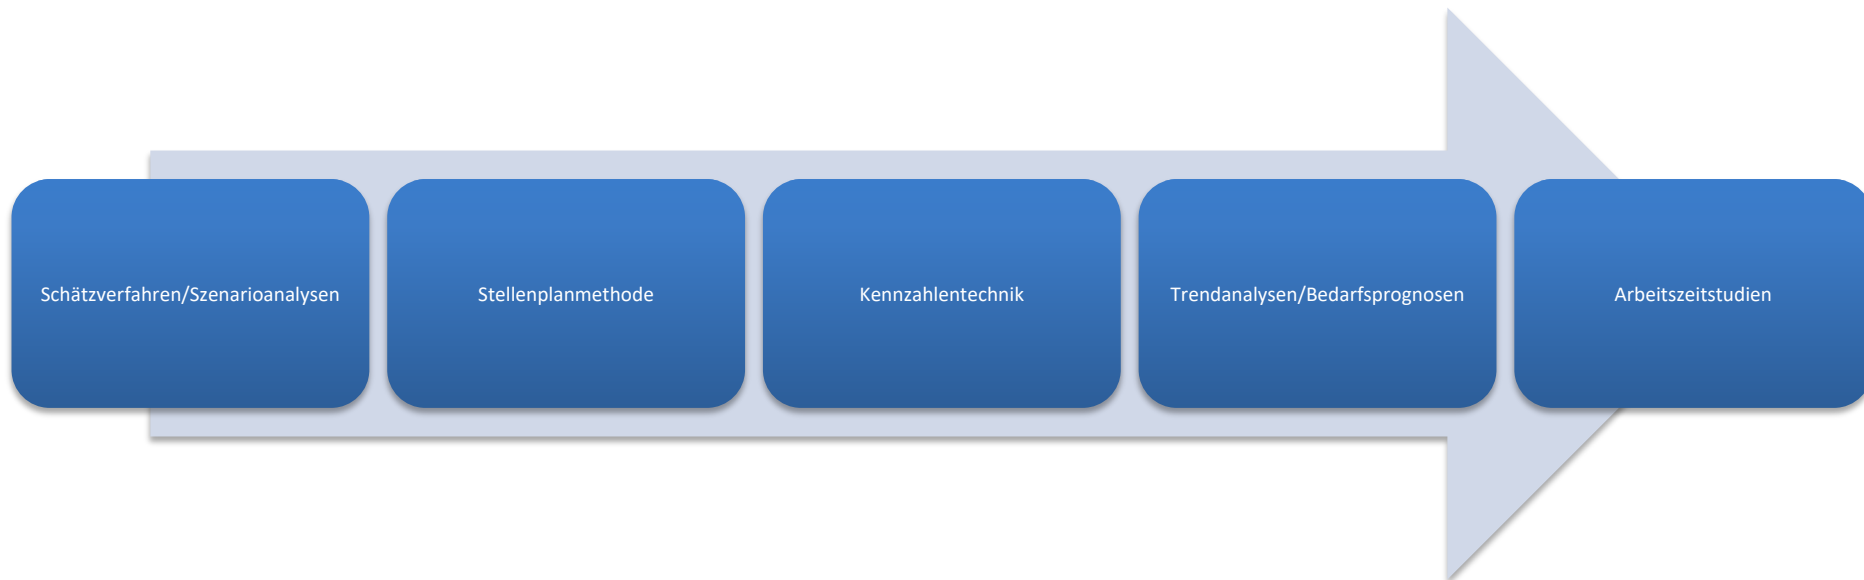 Schätzverfahren/Szenarioanalysen
Stellenplanmethode
Kennzahlentechnik
Trendanalysen/Bedarfsprognosen
Arbeitszeitstudien